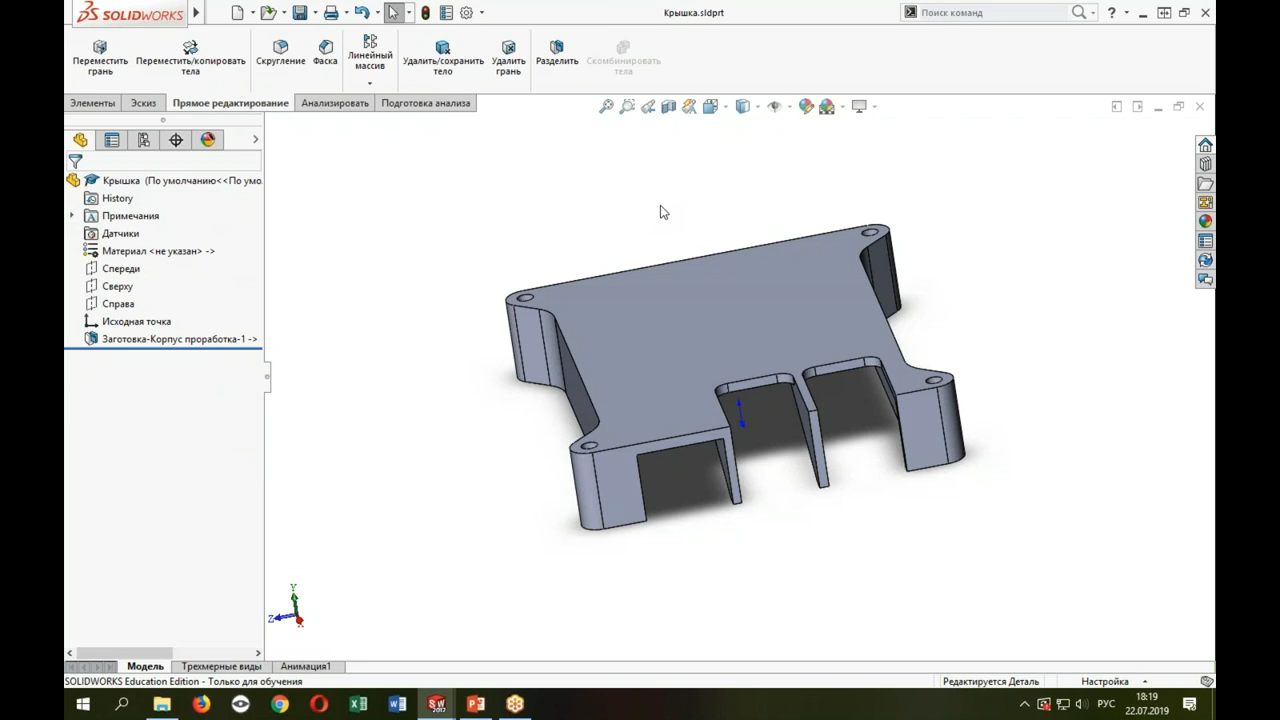 SOLIDWORKS
Крышка.sldprt
Поиск команд
Переместить грань
Переместить/копировать тела
Скругление
Фаска
Линейный массив
Удалить/сохранить тело
Удалить грань
Разделить
Скомбинировать тела
Элементы
Эскиз
Прямое редактирование
Анализировать
Подготовка анализа
Крышка (По умолчанию<<По умо
History
Примечания
Датчики
Материал <не указан> ->
Спереди
Сверху
Справа
Исходная точка
Заготовка-Корпус проработка-1 ->
Y
Z
X
Модель
Трехмерные виды
Анимация1
SOLIDWORKS Education Edition - Только для обучения
Редактируется Деталь
Настройка
РУС
18:19
22.07.2019